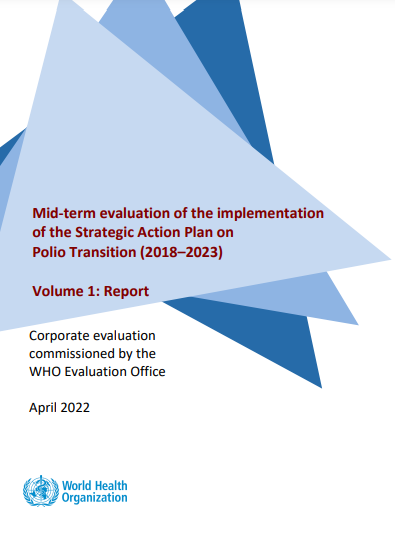 Mid-term evaluation of the implementation
of the Strategic Action Plan on
Polio Transition (2018–2023)
Volume 1: Report
Corporate evaluation
commissioned by the
WHO Evaluation Office
April 2022
World Health
Organization